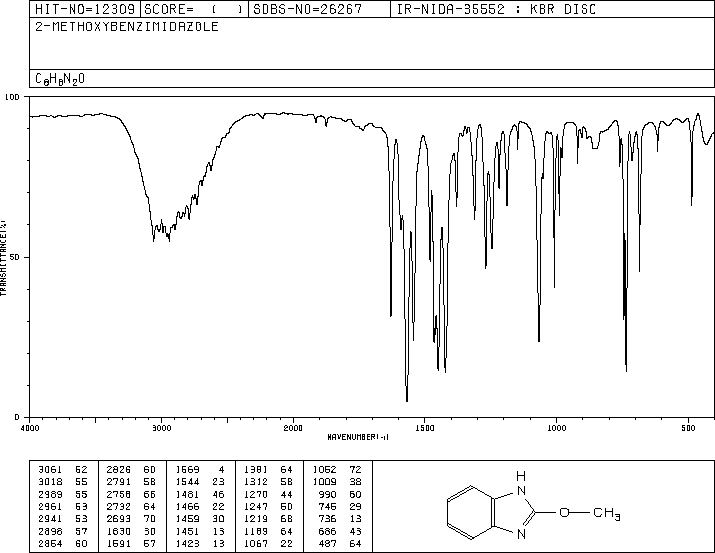 HIT-NO=12309 SCORE= ( ) SDBS-NO=26267 IR-NIDA-35552 : KBR DISC
2-METHOXYBENZIMIDAZOLE
C8H8N2O
100
50
0
TRANSMITTANCE(%)
4000 3000 2000 1500 1000 500
WAVENUMBER(-1)
3061 52 2826 60 1569 4 1381 64 1052 72
3018 55 2791 58 1544 23 1312 58 1009 38
2989 55 2758 66 1481 46 1270 44 990 60
2961 53 2732 64 1466 22 1247 50 745 29
2941 53 2693 70 1459 30 1219 68 736 13
2898 57 1630 30 1451 13 1189 64 686 43
2854 60 1591 57 1423 13 1067 22 487 64
H
N
O
CH3
N